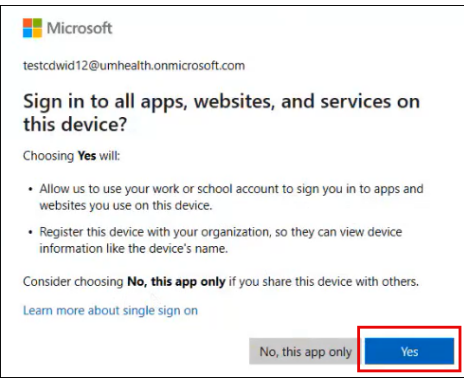 Microsoft
testcdwid12@umhealth.onmicrosoft.com
Sign in to all apps, websites, and services on
this device?
Choosing Yes will:
• Allow us to use your work or school account to sign you in to apps and
websites you use on this device.
• Register this device with your organization, so they can view device
information like the device's name.
Consider choosing No, this app only if you share this device with others.
Learn more about single sign on
No, this app only
Yes